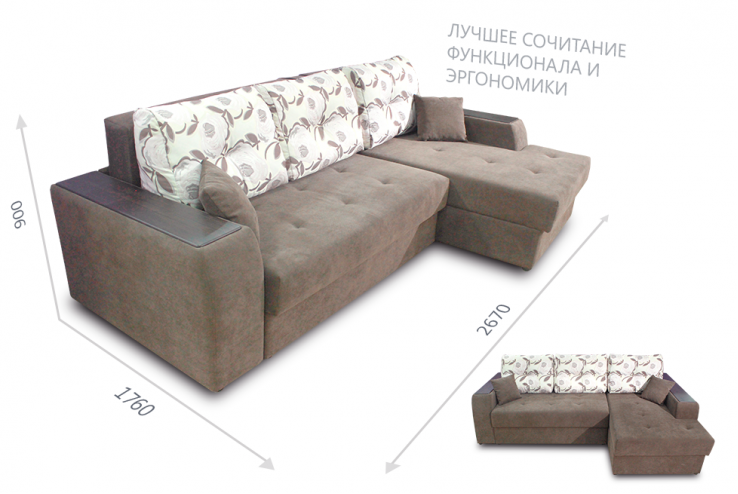 ЛУЧШЕЕ СОЧИТАНИЕ
ФУНКЦИОНАЛА И
ЭРГОНОМИКИ
900
1760
2670